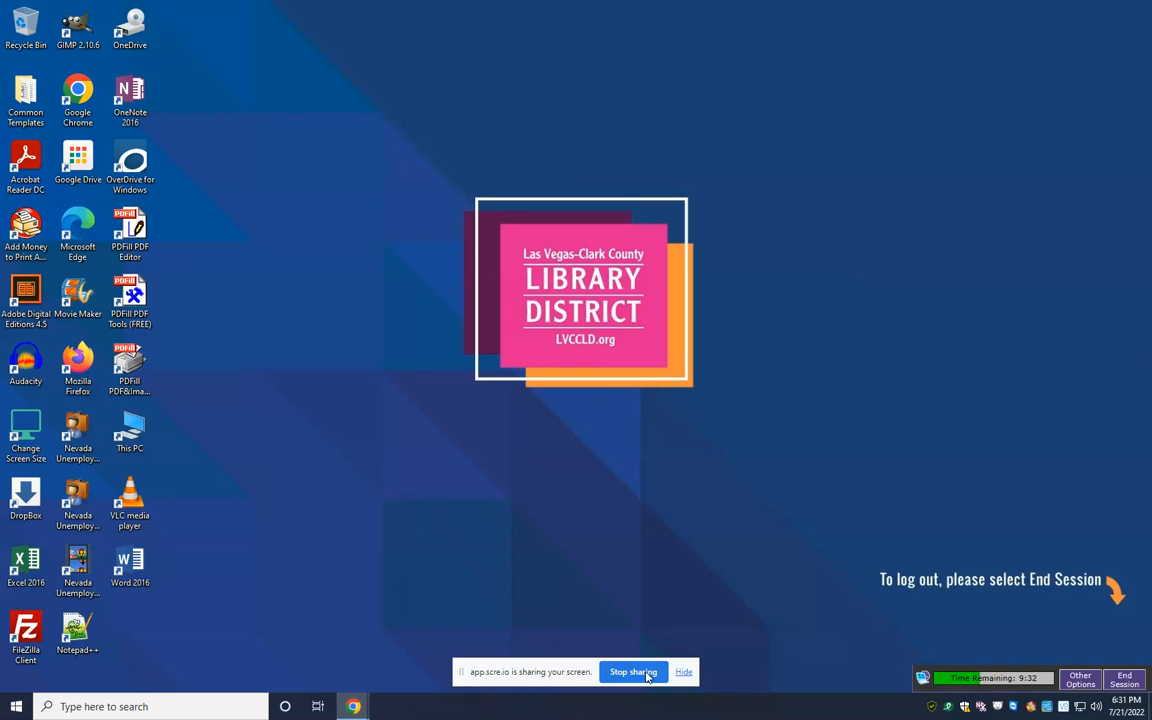 Recycle Bin
GIMP 2.10.6
OneDrive
Common
Templates
Google
Chrome
OneNote
2016
Acrobat
Reader DC
Google Drive
OverDrive for
Windows
Add Money
to Print A...
Microsoft
Edge
PDFill
PDFill PDF
Editor
Adobe Digital
Editions 4.5
Movie Maker
PDFill
PDFill PDF
Tools (FREE)
Audacity
Mozilla
Firefox
PDFill
PDFill
PDF&Ima...
Change
Screen Size
Nevada
Unemploy...
This PC
DropBox
Nevada
Unemploy...
VLC media
player
Excel 2016
Nevada
Unemploy...
Word 2016
FileZilla
Client
Notepad++
Las Vegas-Clark County
LIBRARY
DISTRICT
LVCCLD.org
To log out, please select End Session
app.scre.io is sharing your screen.
Stop sharing
Hide
Time Remaining: 9:32
Other
Options
End
Session
Type here to search
6:31 PM
7/21/2022